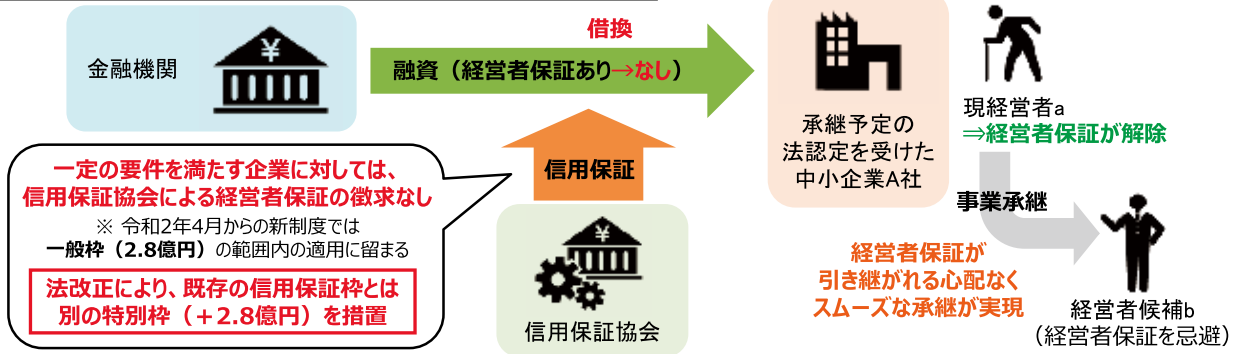 金融機関
¥
借換
融資（経営者保証あり→なし）
承継予定の
法認定を受けた
中小企業A社
現経営者a
⇒経営者保証が解除
事業承継
経営者候補b
（経営者保証を忌避）
経営者保証が
引き継がれる心配なく
スムーズな承継が実現
信用保証
¥
信用保証協会
一定の要件を満たす企業に対しては、
信用保証協会による経営者保証の徴求なし
※ 令和2年4月からの新制度では
一般枠（2.8億円）の範囲内の適用に留まる
法改正により、既存の信用保証枠とは
別の特別枠（＋2.8億円）を措置